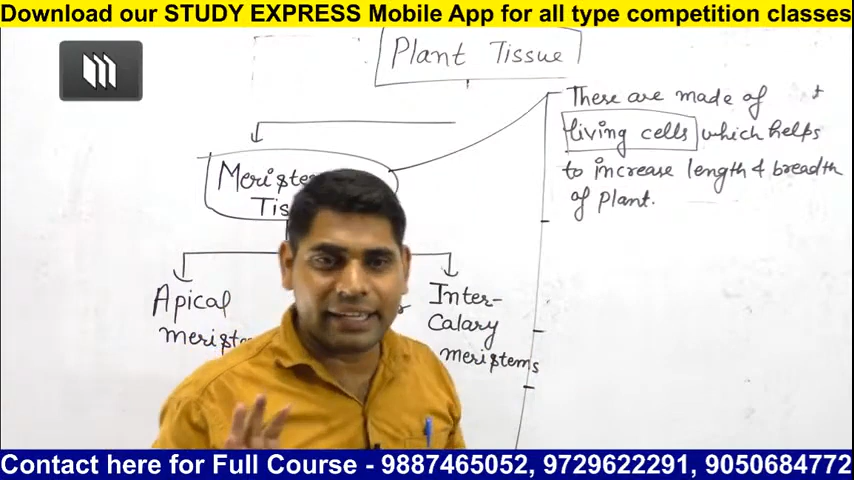 Download our STUDY EXPRESS Mobile App for all type competition classes
Plant Tissue
These are made of
living cells which helps
to increase length & breadth
of plant.
Apical
Inter-
Calary
meristems
Contact here for Full Course - 9887465052, 9729622291, 9050684772